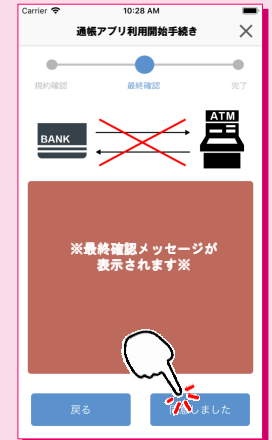 Carrier 10:28 AM
通帳アプリ利用開始手続き
規約確認 最終確認 完了
ATM
BANK
※最終確認メッセージが
表示されます※
戻る しました